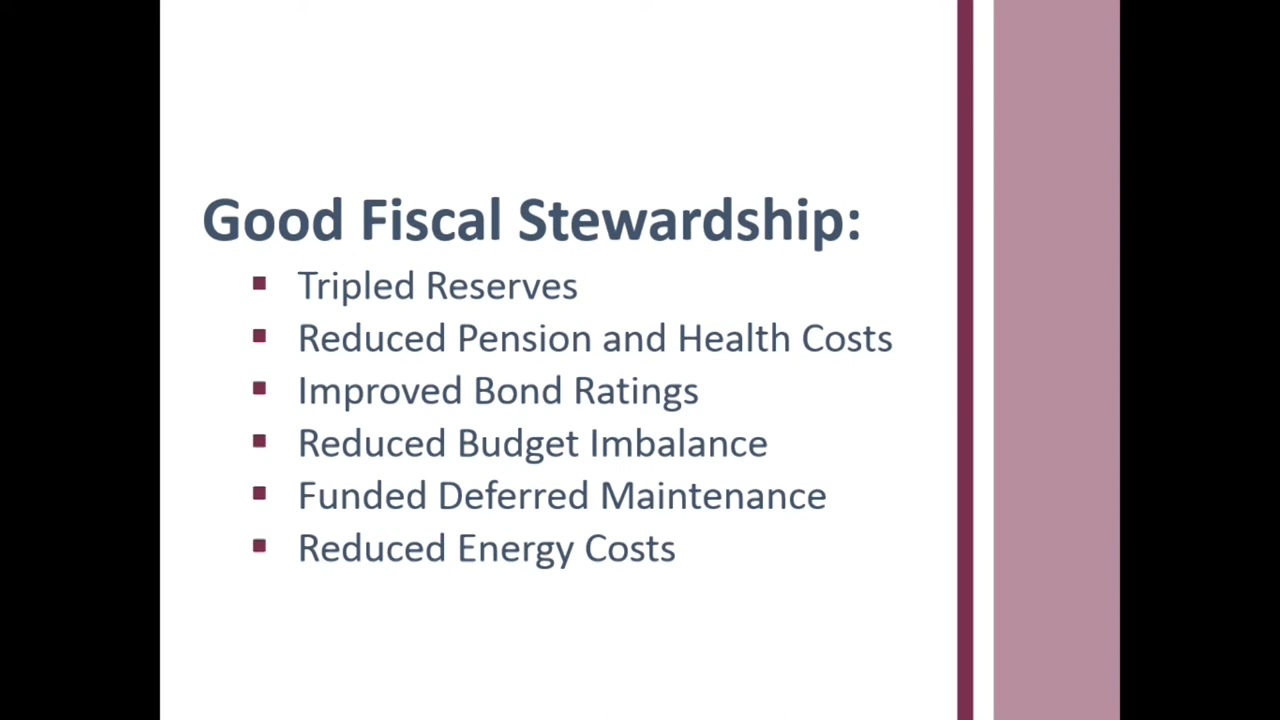 Good Fiscal Stewardship:
▪ Tripled Reserves
▪ Reduced Pension and Health Costs
▪ Improved Bond Ratings
▪ Reduced Budget Imbalance
▪ Funded Deferred Maintenance
▪ Reduced Energy Costs